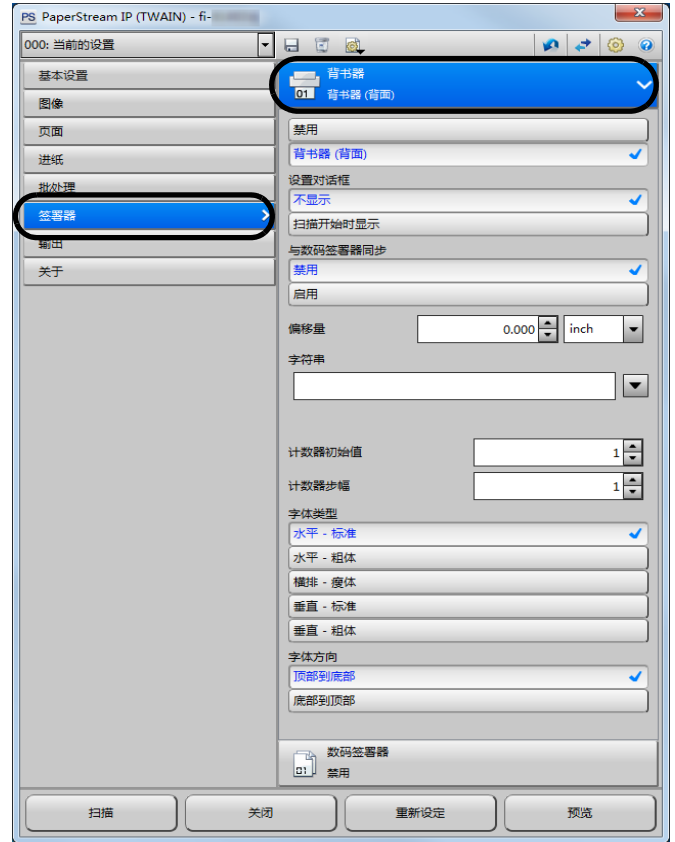 PS PaperStream IP (TWAIN) - fi-
000: 当前的设置
基本设置
图像
页面
进纸
批处理
签署器
输出
关于
01
背书器
背书器 (背面)
禁用
背书器 (背面)
设置对话框
不显示
扫描开始时显示
与数码签署器同步
禁用
启用
偏移量 0.000 inch
字符串
计数器初始值 1
计数器步幅 1
字体类型
水平 - 标准
水平 - 粗体
横排 - 瘦体
垂直 - 标准
垂直 - 粗体
字体方向
顶部到底部
底部到顶部
01
数码签署器
禁用
扫描 关闭 重新设定 预览